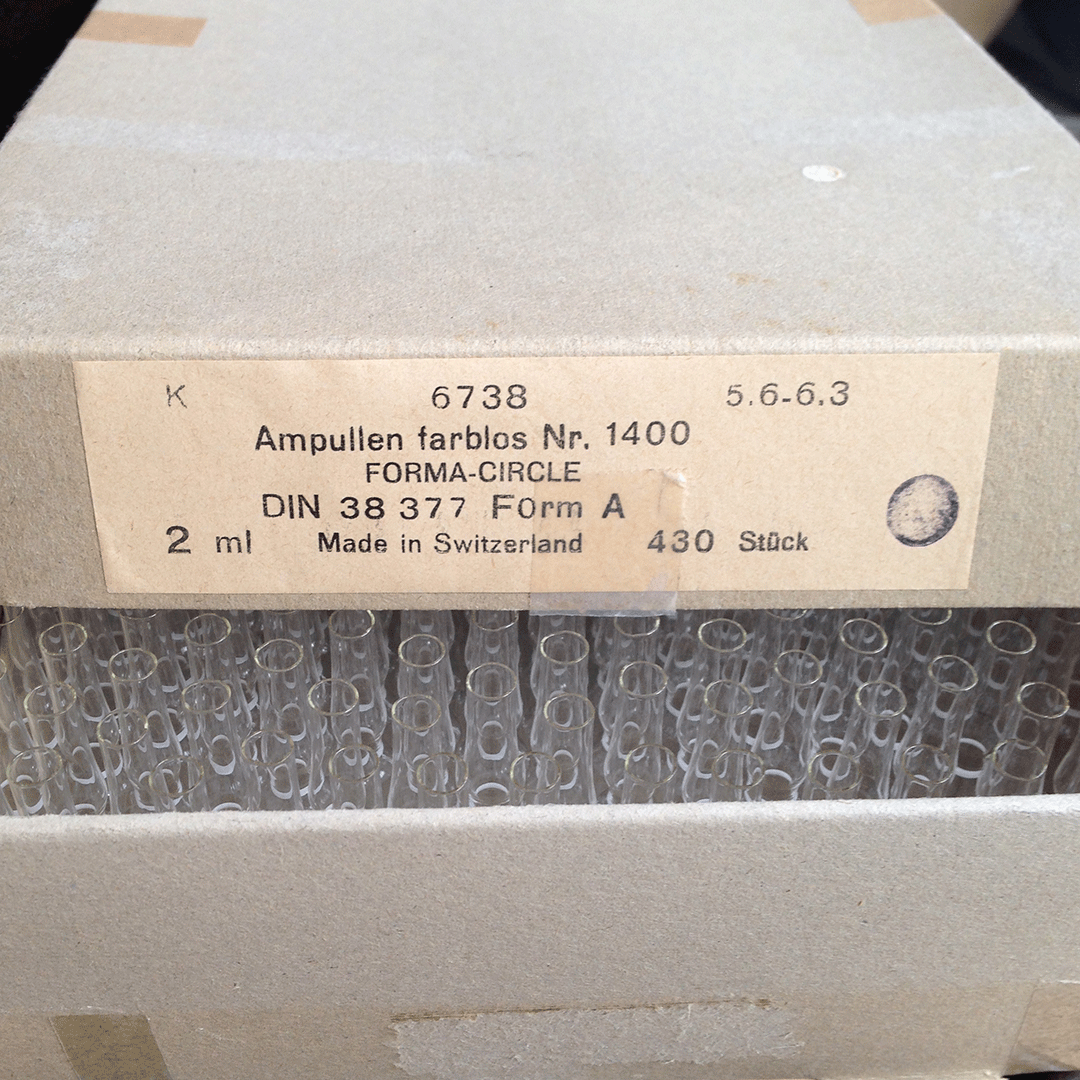 K 6738 5.6-6.3
Ampullen farblos Nr. 1400
FORMA-CIRCLE
DIN 38 377 F0rm A
2 ml Made in Switzerland 430 Stück